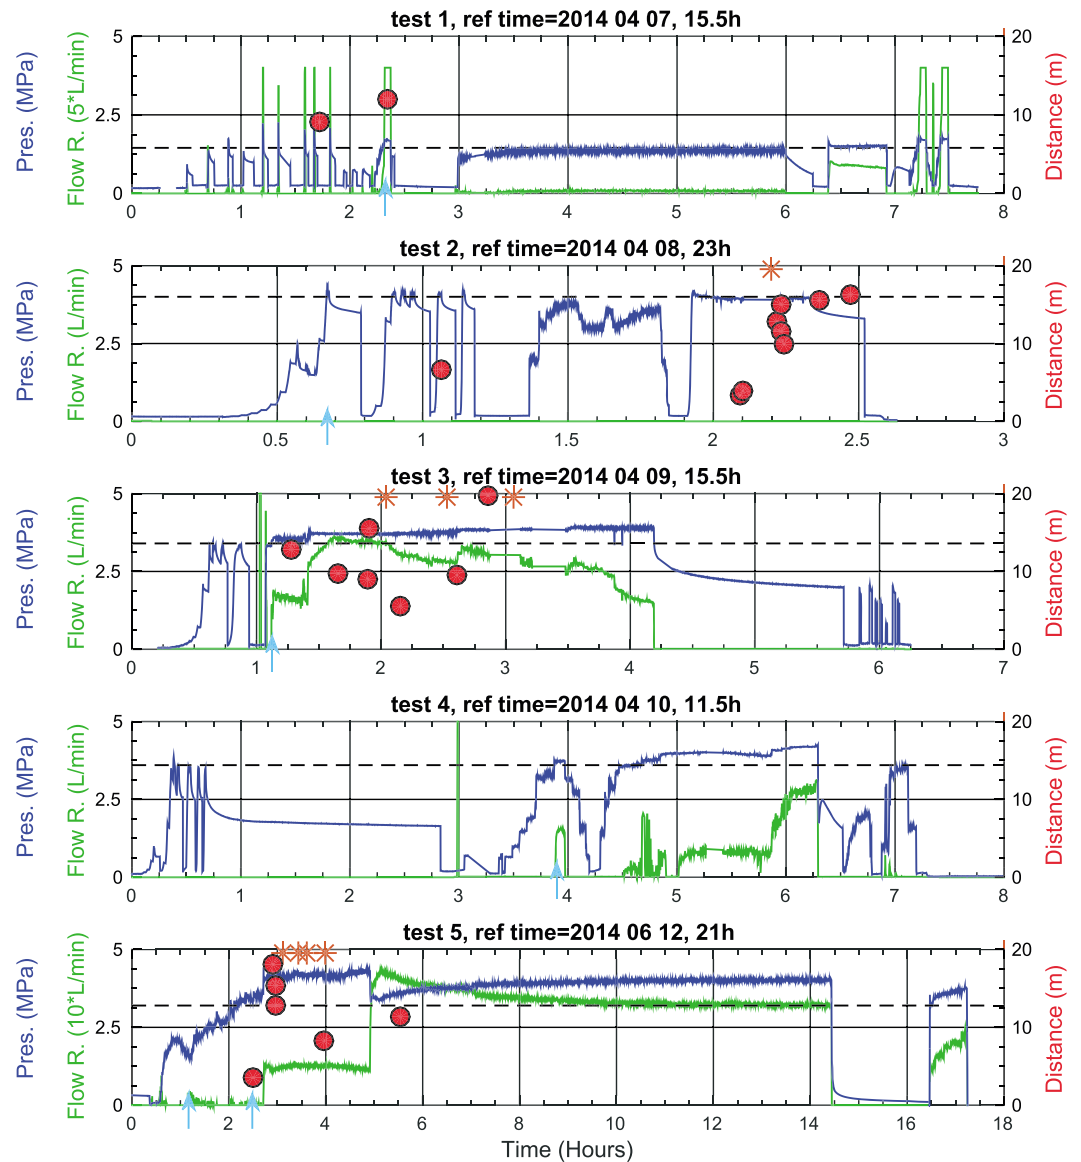 test 1, ref time=2014 04 07, 15.5h
Pres. (MPa)
Flow R. (5*L/min)
Distance (m)
5
2.5
0
20
10
0
0 1 2 3 4 5 6 7 8
test 2, ref time=2014 04 08, 23h
Pres. (MPa)
Flow R. (L/min)
Distance (m)
5
2.5
0
20
10
0
0 0.5 1 1.5 2 2.5 3
test 3, ref time=2014 04 09, 15.5h
Pres. (MPa)
Flow R. (L/min)
Distance (m)
5
2.5
0
20
10
0
0 1 2 3 4 5 6 7
test 4, ref time=2014 04 10, 11.5h
Pres. (MPa)
Flow R. (L/min)
Distance (m)
5
2.5
0
20
10
0
0 1 2 3 4 5 6 7 8
test 5, ref time=2014 06 12, 21h
Pres. (MPa)
Flow R. (10*L/min)
Distance (m)
5
2.5
0
20
10
0
0 2 4 6 8 10 12 14 16 18
Time (Hours)